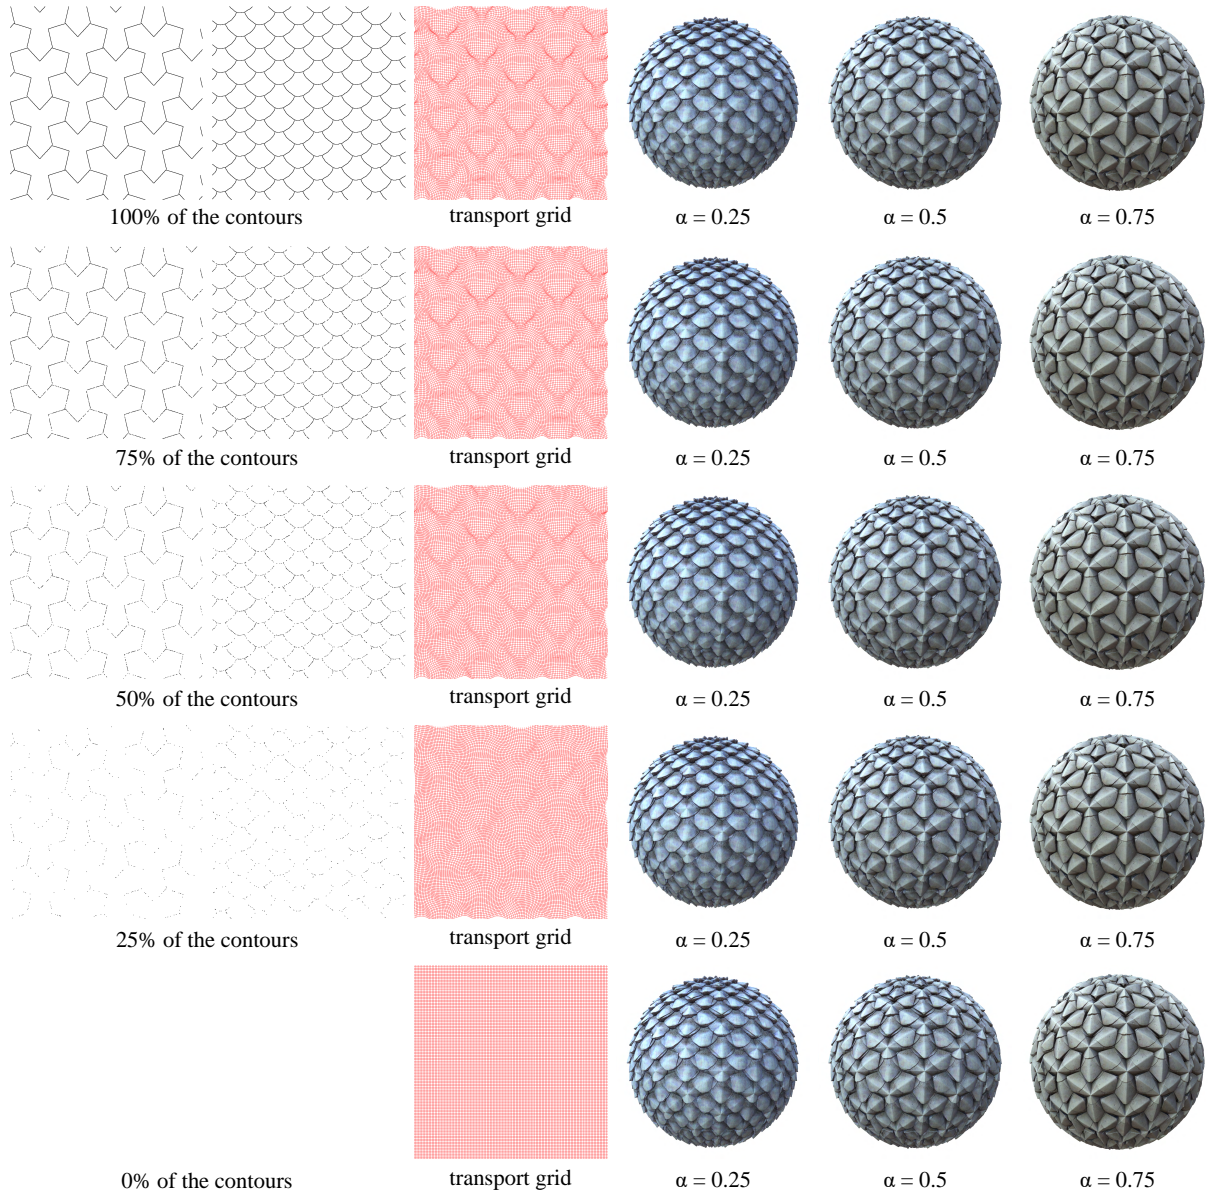 100% of the contours
transport grid
α = 0.25
α = 0.5
α = 0.75
75% of the contours
transport grid
α = 0.25
α = 0.5
α = 0.75
50% of the contours
transport grid
α = 0.25
α = 0.5
α = 0.75
25% of the contours
transport grid
α = 0.25
α = 0.5
α = 0.75
0% of the contours
transport grid
α = 0.25
α = 0.5
α = 0.75